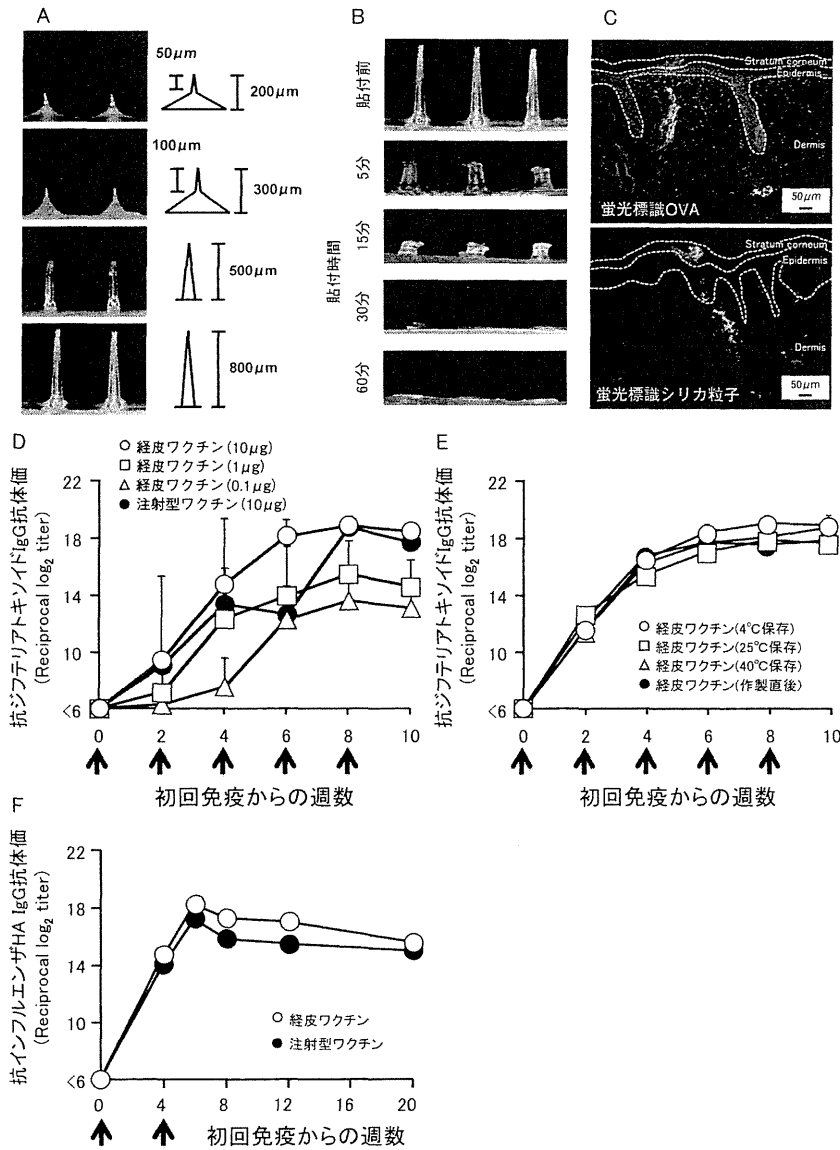 A
50μm
200μm
100μm
300μm
500μm
800μm
B
貼付時間
貼付前
5分
15分
30分
60分
C
Stratum corneum
Epidermis
Dermis
50μm
蛍光標識OVA
Stratum corneum
Epidermis
Dermis
50μm
蛍光標識シリカ粒子
D
経皮ワクチン(10μg)
経皮ワクチン(1μg)
経皮ワクチン(0.1μg)
注射型ワクチン(10μg)
抗ジフテリアトキソイドIgG抗体価
(Reciprocal log₂ titer)
22
18
14
10
<6
0 2 4 6 8 10
初回免疫からの週数
E
抗ジフテリアトキソイドIgG抗体価
(Reciprocal log₂ titer)
22
18
14
10
<6
経皮ワクチン(4℃保存)
経皮ワクチン(25℃保存)
経皮ワクチン(40℃保存)
経皮ワクチン(作製直後)
0 2 4 6 8 10
初回免疫からの週数
F
抗インフルエンザHA IgG抗体価
(Reciprocal log₂ titer)
22
18
14
10
<6
経皮ワクチン
注射型ワクチン
0 4 8 12 16 20
初回免疫からの週数